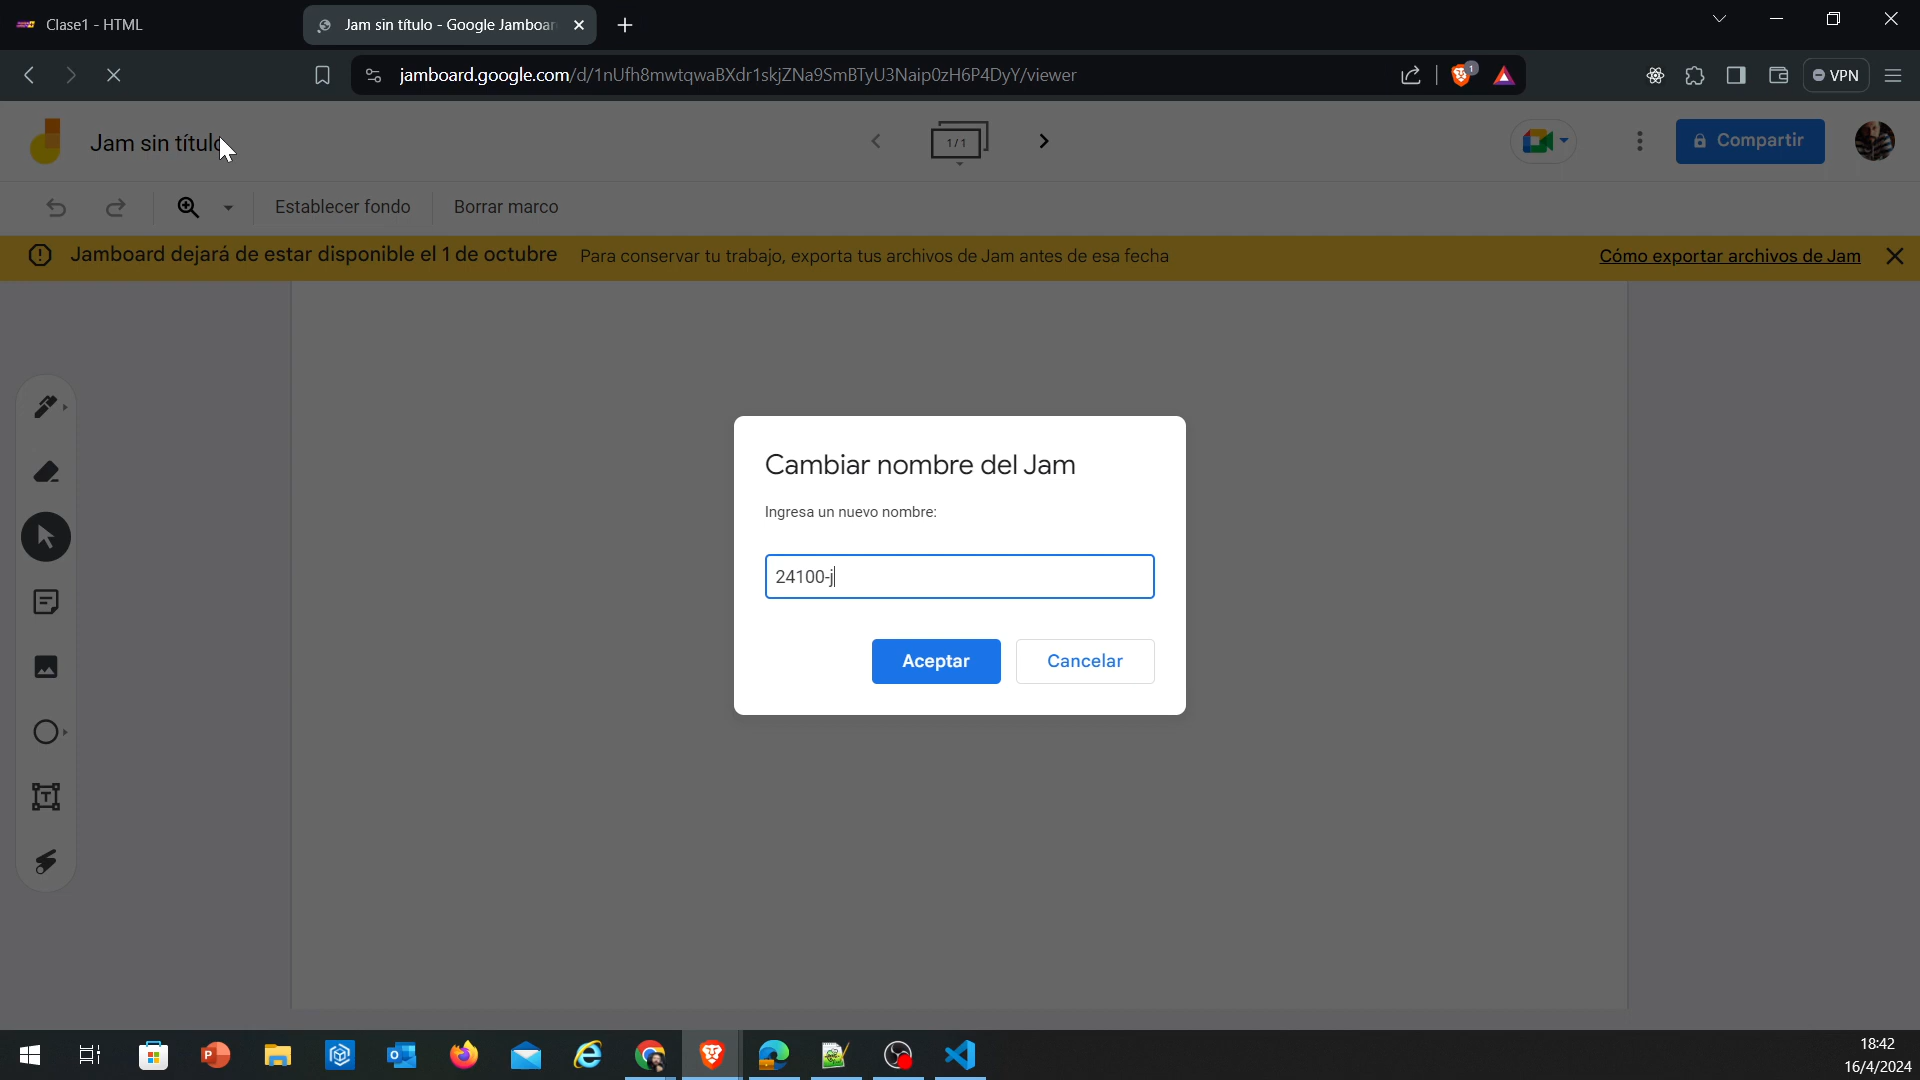 Clase1 - HTML
Jam sin título - Google Jamboar
jamboard.google.com/d/1nUfh8mwtqwaBXdr1skjZNa9SmBTyU3Naip0zH6P4DyY/viewer
1
VPN
Jam sin título
1/1
Compartir
Establecer fondo
Borrar marco
Jamboard dejará de estar disponible el 1 de octubre
Para conservar tu trabajo, exporta tus archivos de Jam antes de esa fecha
Cómo exportar archivos de Jam
Cambiar nombre del Jam
Ingresa un nuevo nombre:
24100-j
Aceptar
Cancelar
18:42
16/4/2024